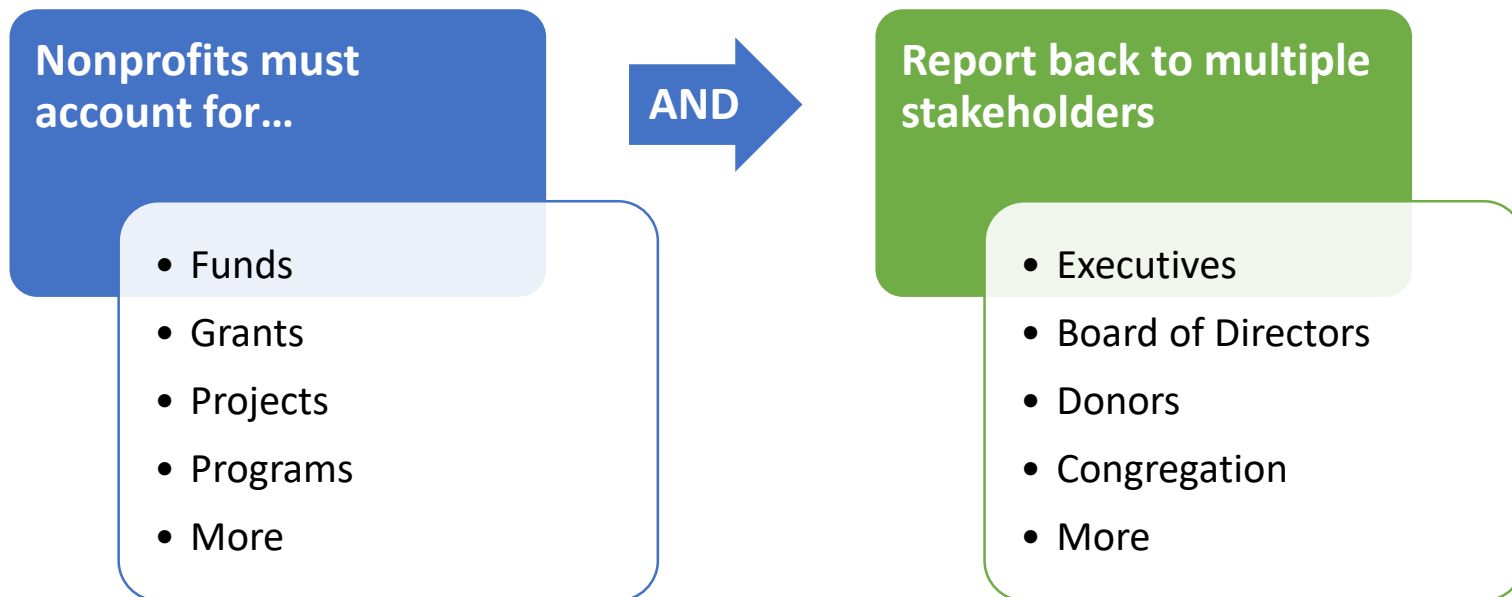 Nonprofits must
account for…
• Funds
• Grants
• Projects
• Programs
• More
AND
Report back to multiple
stakeholders
• Executives
• Board of Directors
• Donors
• Congregation
• More